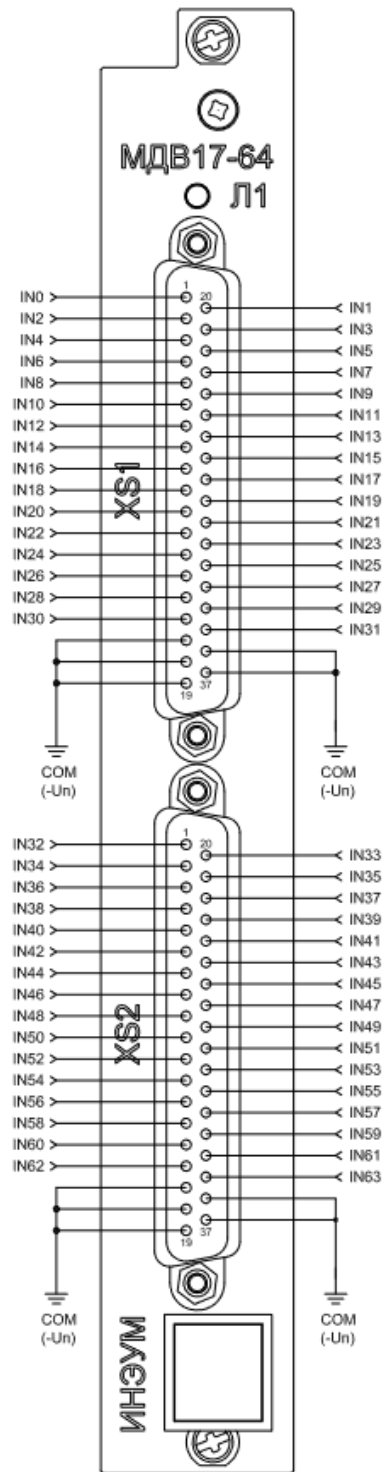 МДВ17-64
Л1
1
20
IN0
IN1
IN2
IN3
IN4
IN5
IN6
IN7
IN8
IN9
IN10
IN11
IN12
IN13
IN14
IN15
IN16
IN17
IN18
IN19
IN20
IN21
IN22
IN23
IN24
IN25
IN26
IN27
IN28
IN29
IN30
IN31
XS1
19
37
COM
(-Un)
COM
(-Un)
1
20
IN32
IN33
IN34
IN35
IN36
IN37
IN38
IN39
IN40
IN41
IN42
IN43
IN44
IN45
IN46
IN47
IN48
IN49
IN50
IN51
IN52
IN53
IN54
IN55
IN56
IN57
IN58
IN59
IN60
IN61
IN62
IN63
XS2
19
37
COM
(-Un)
COM
(-Un)
ИНЭУМ